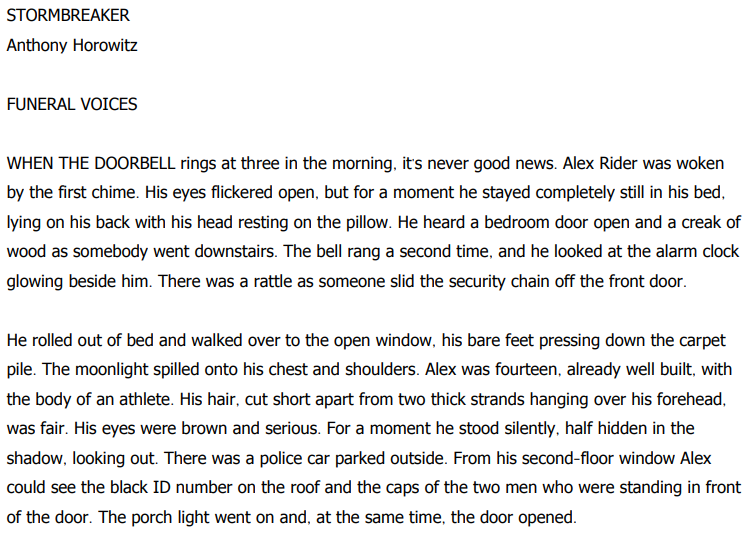 STORMBREAKER
Anthony Horowitz
FUNERAL VOICES
WHEN THE DOORBELL rings at three in the morning, it's never good news. Alex Rider was woken
by the first chime. His eyes flickered open, but for a moment he stayed completely still in his bed,
lying on his back with his head resting on the pillow. He heard a bedroom door open and a creak of
wood as somebody went downstairs. The bell rang a second time, and he looked at the alarm clock
glowing beside him. There was a rattle as someone slid the security chain off the front door.
He rolled out of bed and walked over to the open window, his bare feet pressing down the carpet
pile. The moonlight spilled onto his chest and shoulders. Alex was fourteen, already well built, with
the body of an athlete. His hair, cut short apart from two thick strands hanging over his forehead,
was fair. His eyes were brown and serious. For a moment he stood silently, half hidden in the
shadow, looking out. There was a police car parked outside. From his second-floor window Alex
could see the black ID number on the roof and the caps of the two men who were standing in front
of the door. The porch light went on and, at the same time, the door opened.